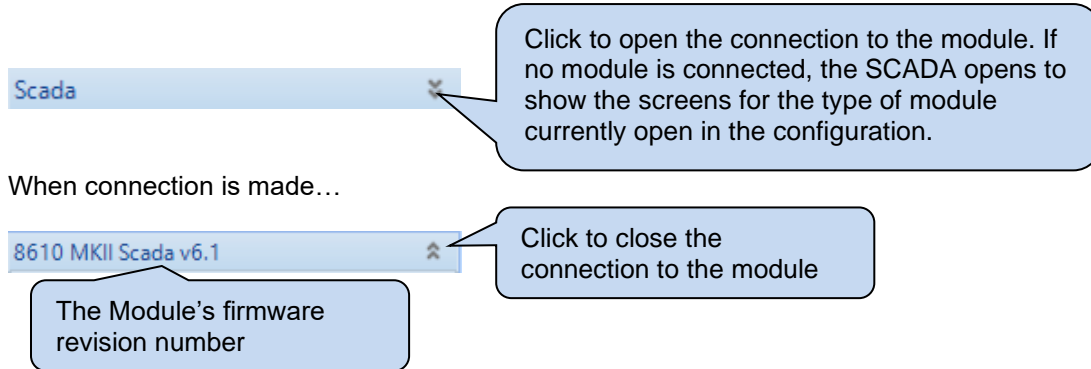 Click to open the connection to the module. If
no module is connected, the SCADA opens to
show the screens for the type of module
currently open in the configuration.
Scada
When connection is made…
8610 MKII Scada v6.1
Click to close the
connection to the module
The Module’s firmware
revision number